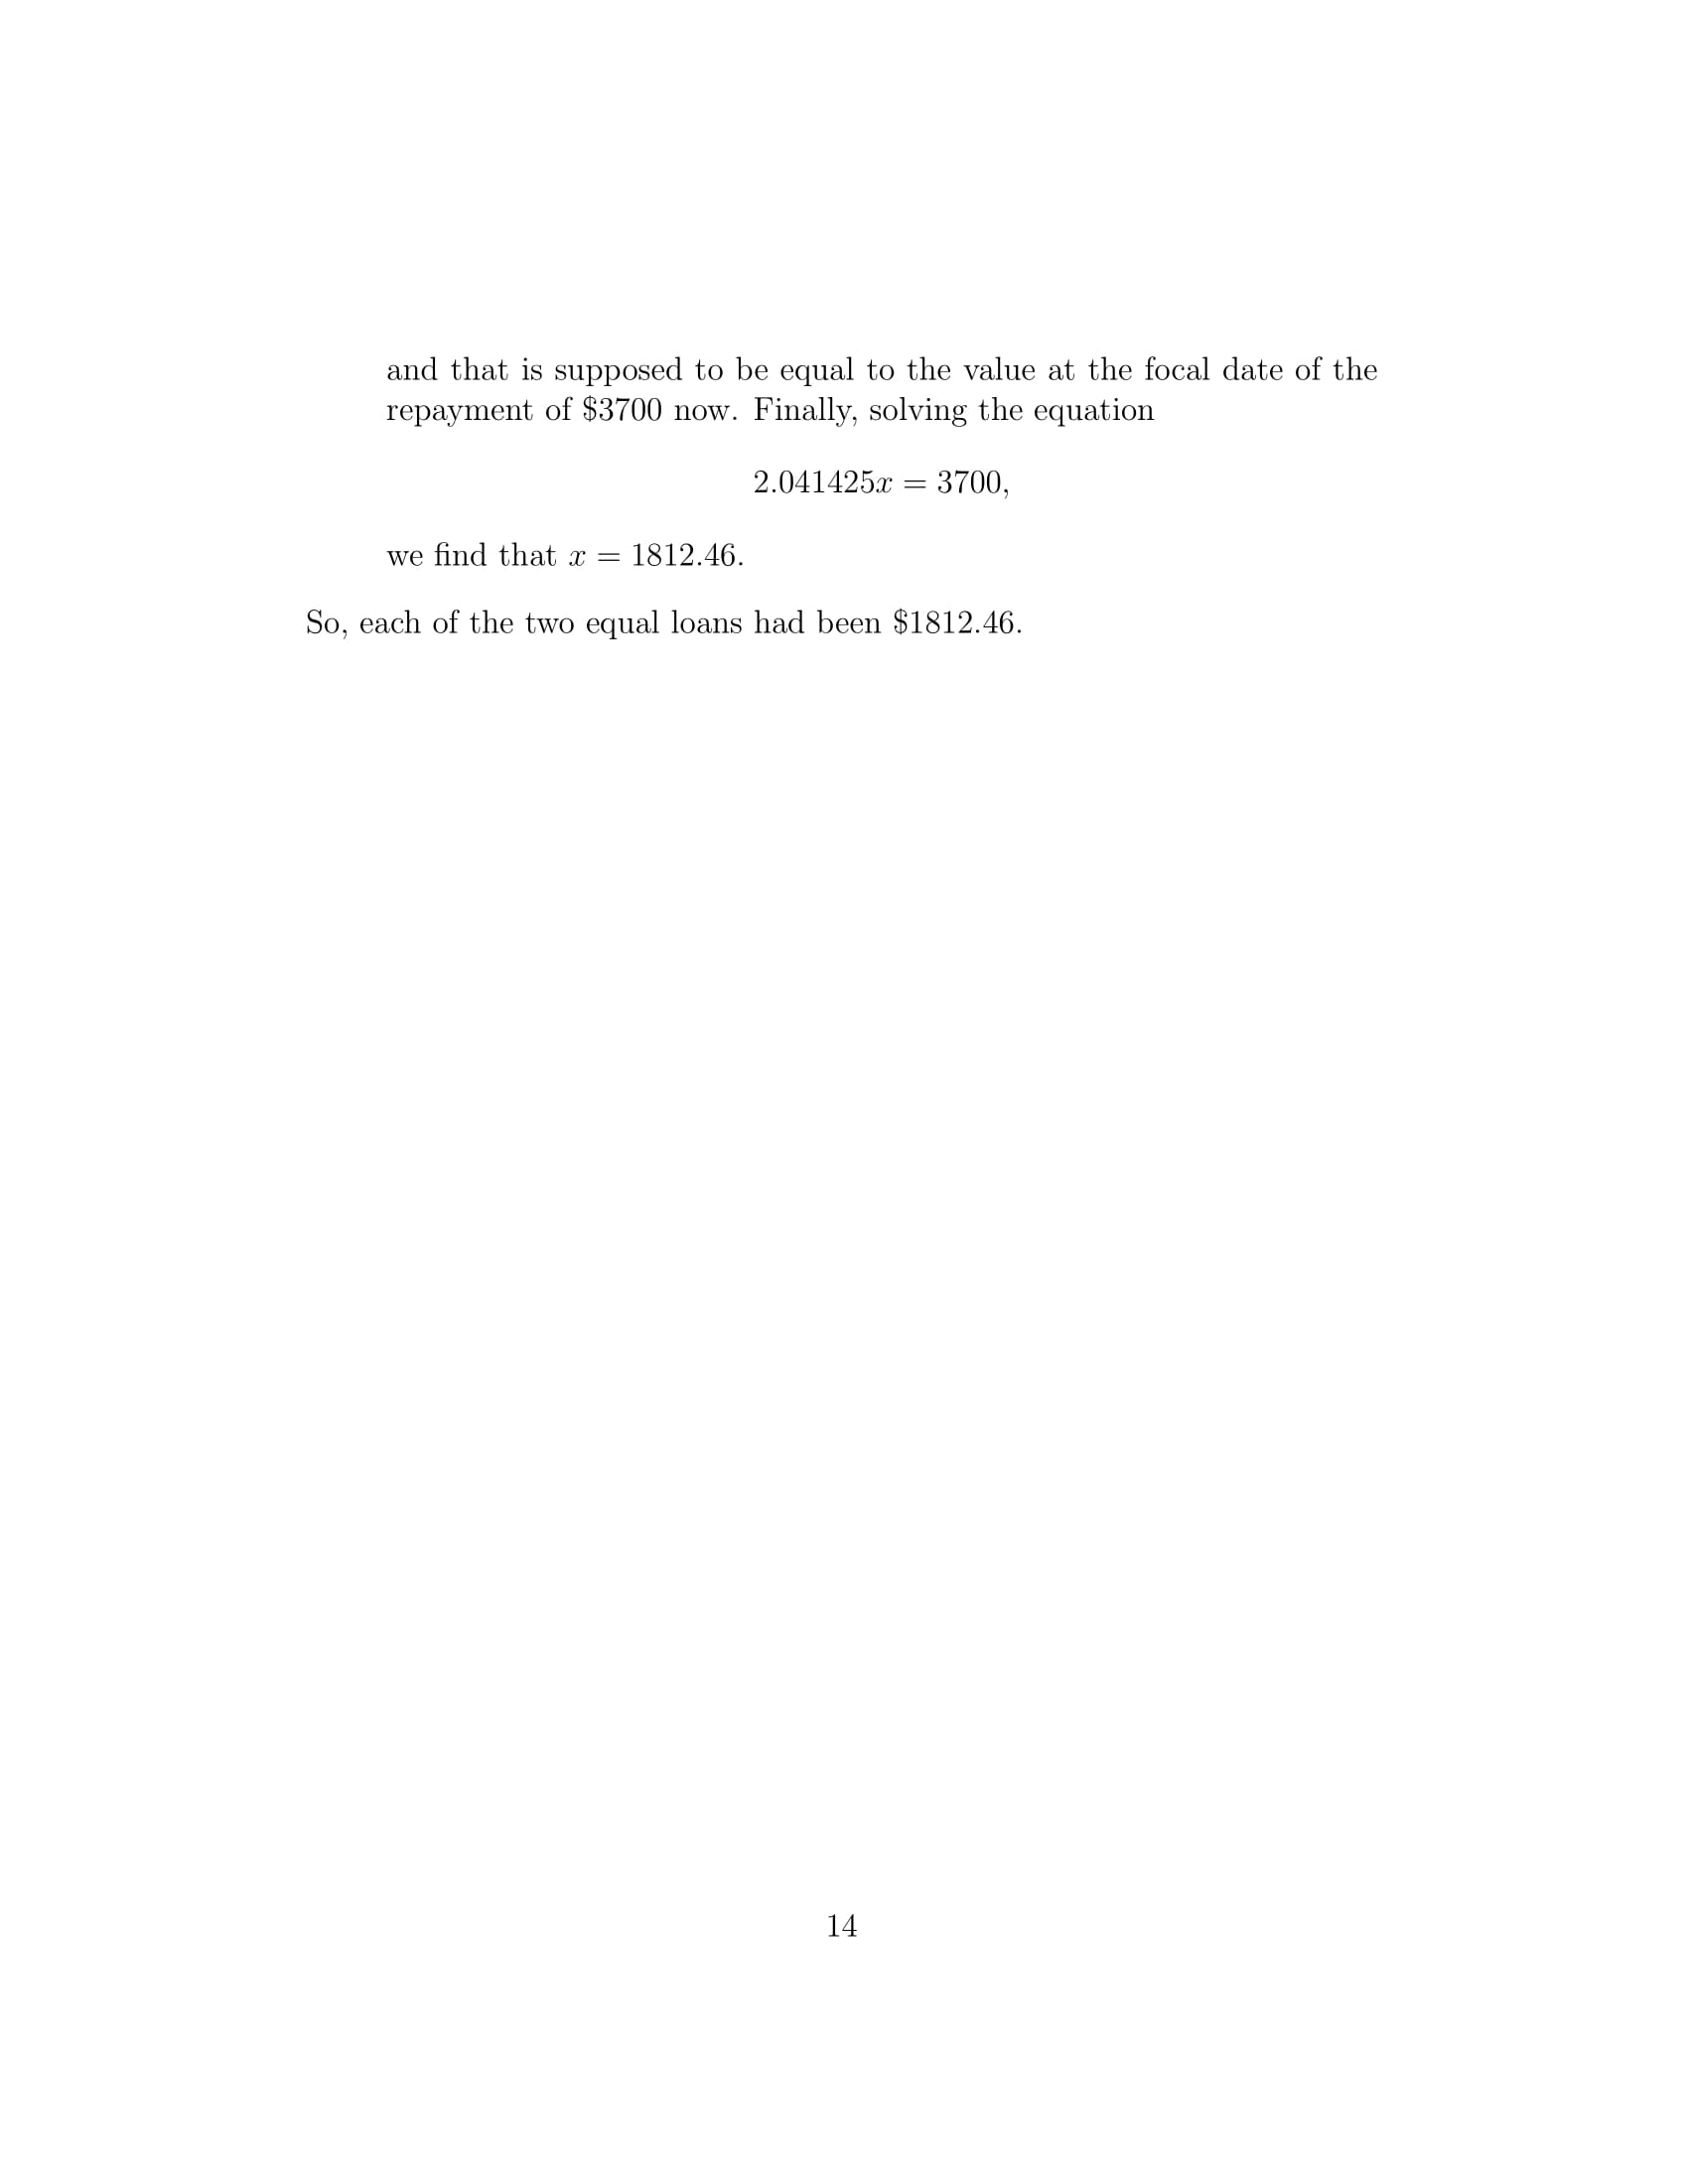 and that is supposed to be equal to the value at the focal date of the
repayment of $3700 now. Finally, solving the equation
2.041425x = 3700,
we find that x = 1812.46.
So, each of the two equal loans had been $1812.46.
14